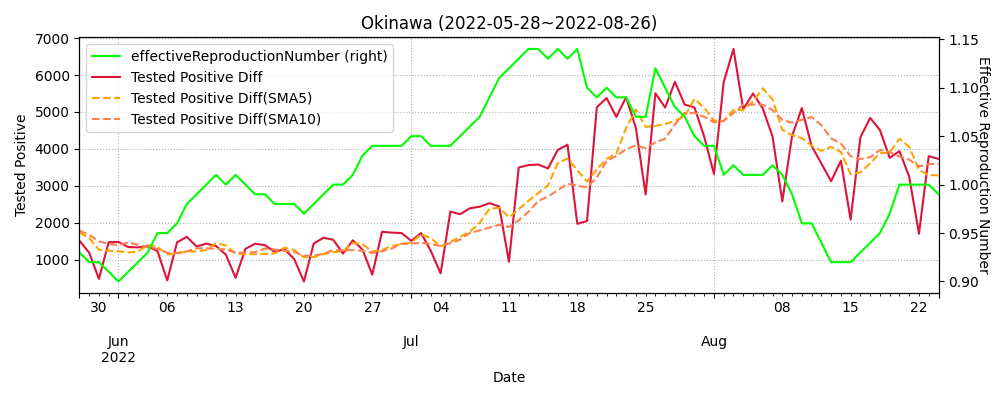 Okinawa (2022-05-28~2022-08-26)
effectiveReproductionNumber (right)
Tested Positive Diff
Tested Positive Diff(SMA5)
Tested Positive Diff(SMA10)
Tested Positive
7000
6000
5000
4000
3000
2000
1000
1.15
1.10
1.05
1.00
0.95
0.90
Effective Reproduction Number
30 06 13 20 27 04 11 18 25 08 15 22
Jun Jul Aug
2022
Date